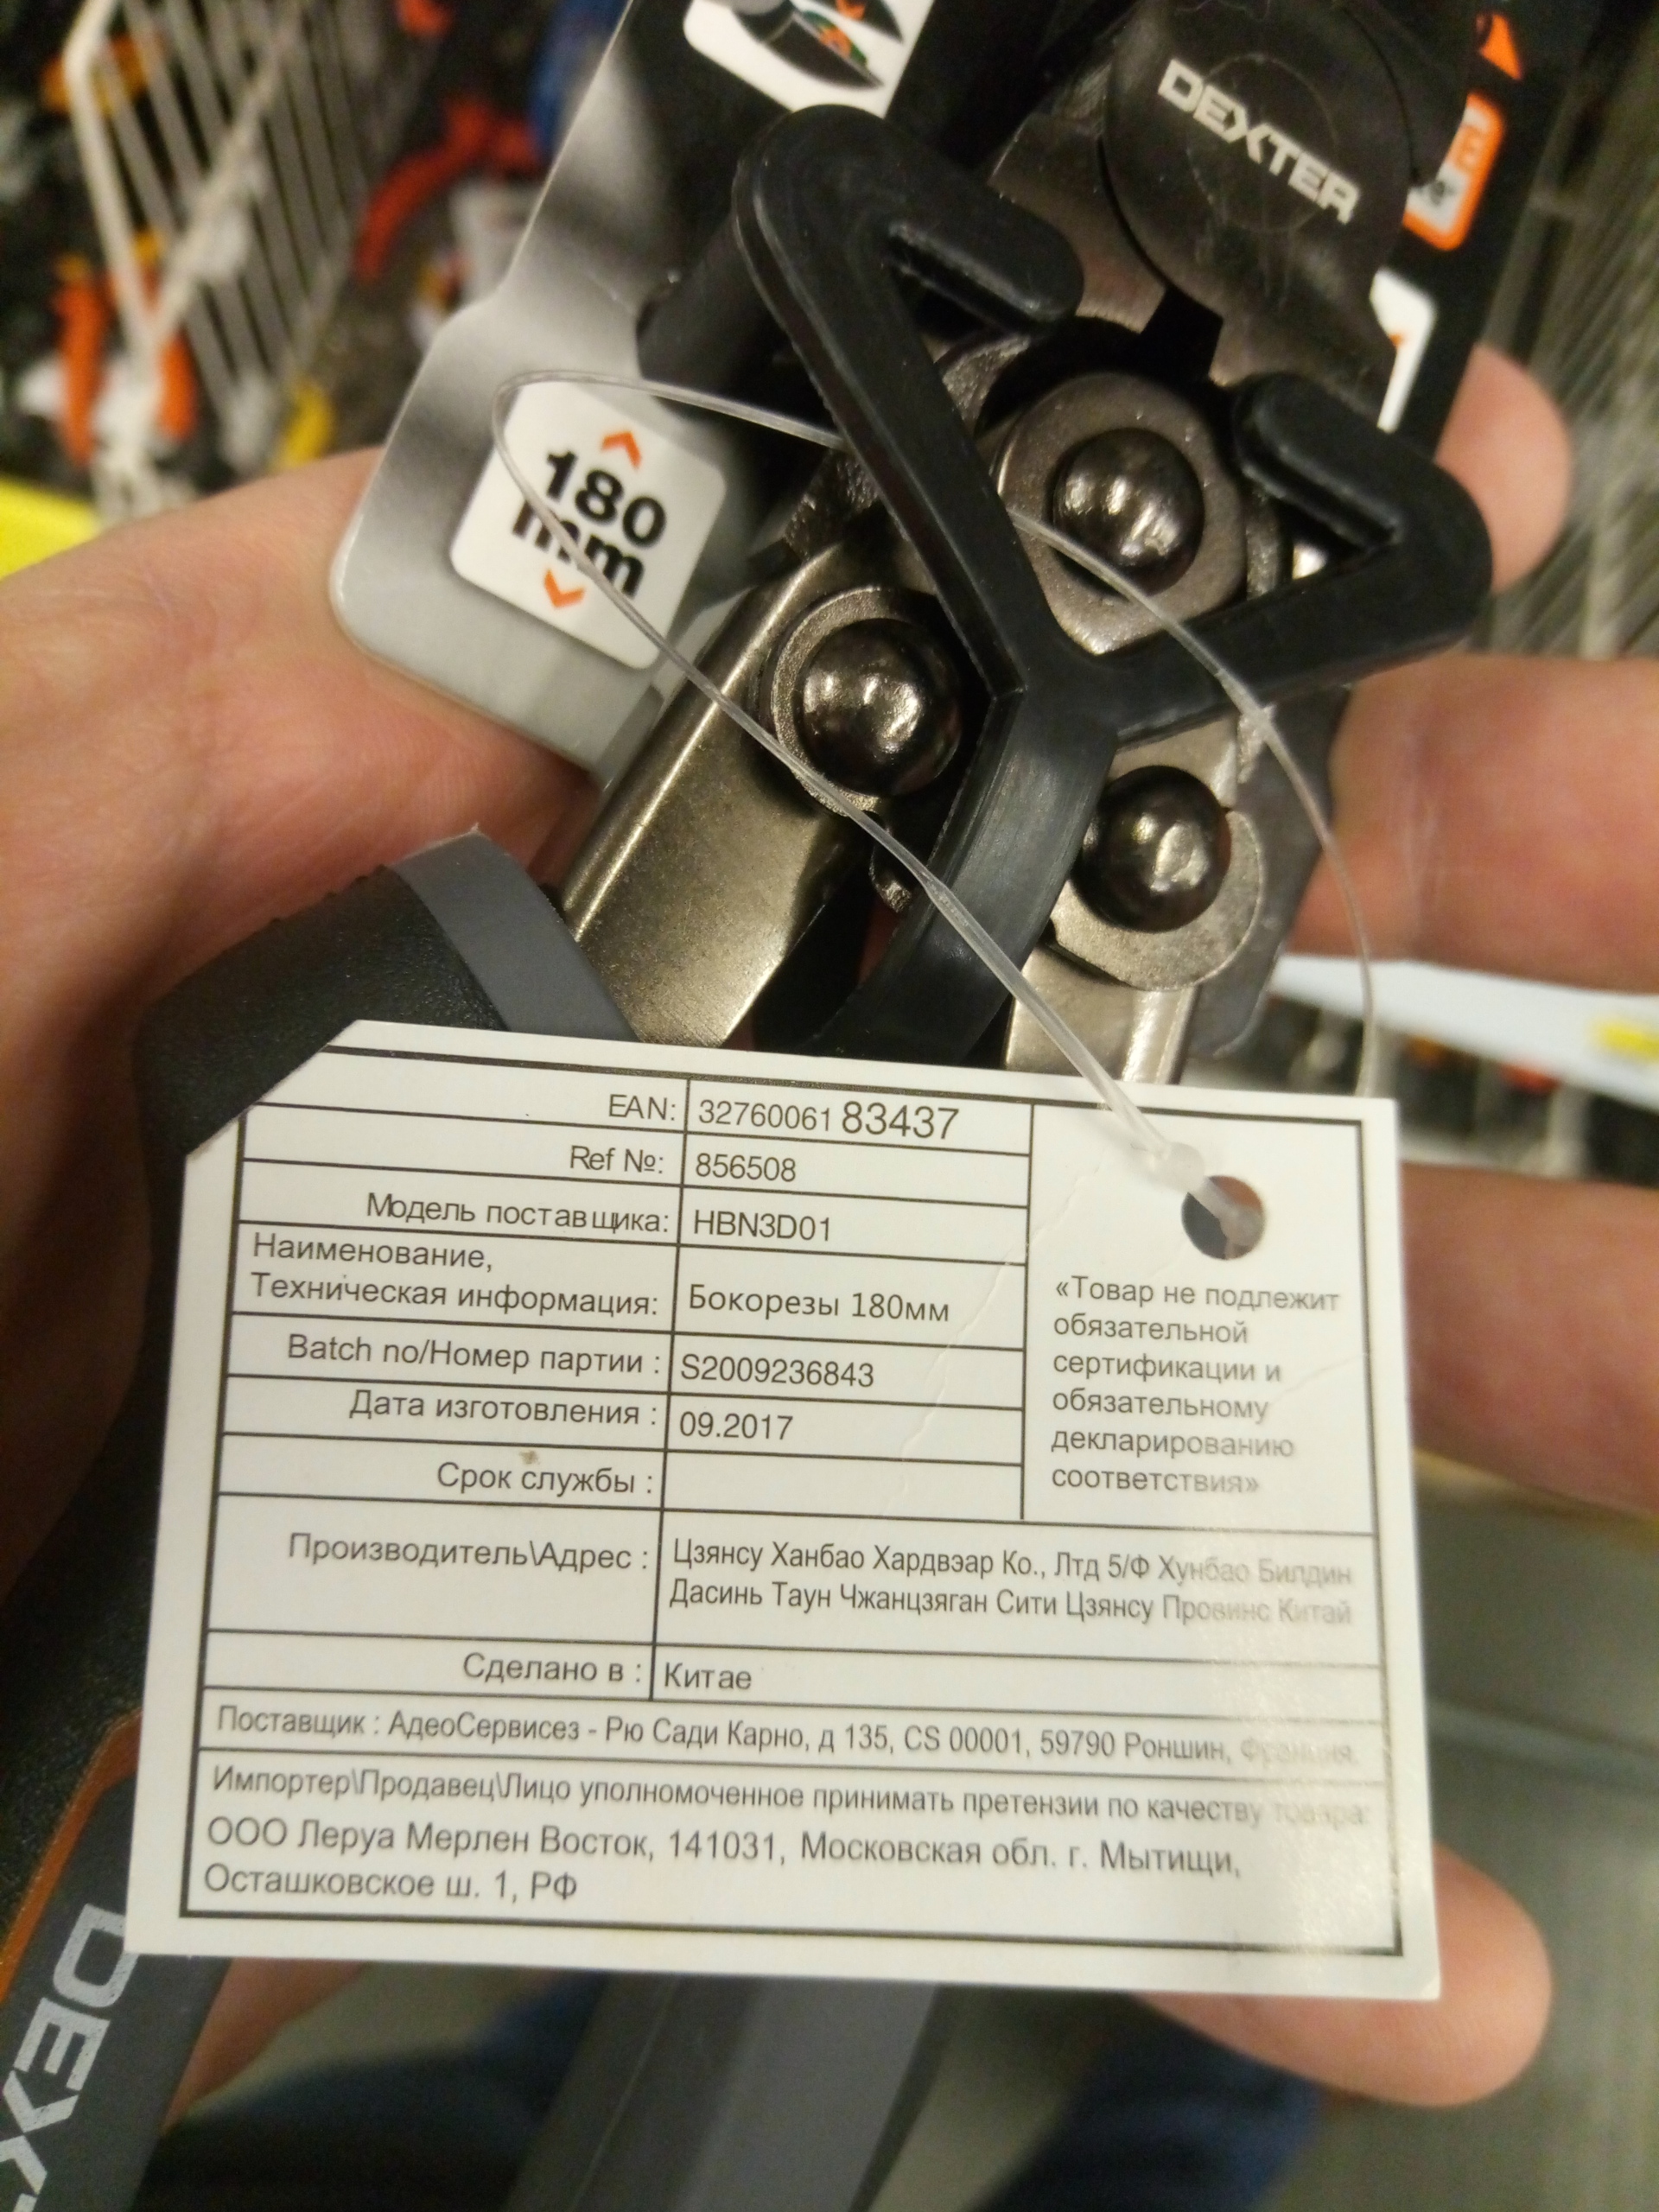 DEXTER
180
mm
EAN: 3276006183437
Ref №: 856508
Модель поставщика: HBN3D01
Наименование,
Техническая информация: Бокорезы 180мм
Batch no/Номер партии : S2009236843
Дата изготовления : 09.2017
Срок службы :
«Товар не подлежит
обязательной
сертификации и
обязательному
декларированию
соответствия»
Производитель\Адрес : Цзянсу Ханбао Хардвэар Ко., Лтд 5/Ф Хунбао Билдин
Дасинь Таун Чжанцзяган Сити Цзянсу Провинс Китай
Сделано в : Китае
Поставщик : АдеоСервисез - Рю Сади Карно, д 135, CS 00001, 59790 Роншин, Франция.
Импортер\Продавец\Лицо уполномоченное принимать претензии по качеству товара:
ООО Леруа Мерлен Восток, 141031, Московская обл. г. Мытищи,
Осташковское ш. 1, РФ
DEX